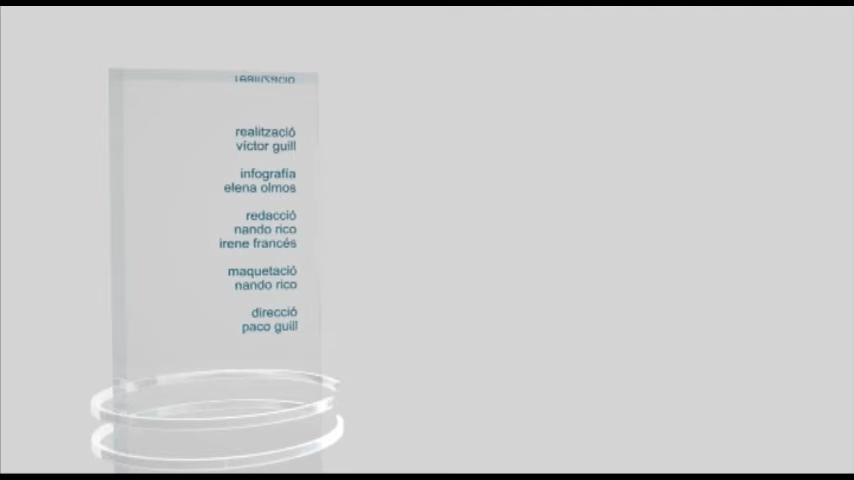 realització
víctor guill
infografía
elena olmos
redacció
nando rico
irene francés
maquetació
nando rico
direcció
paco guill